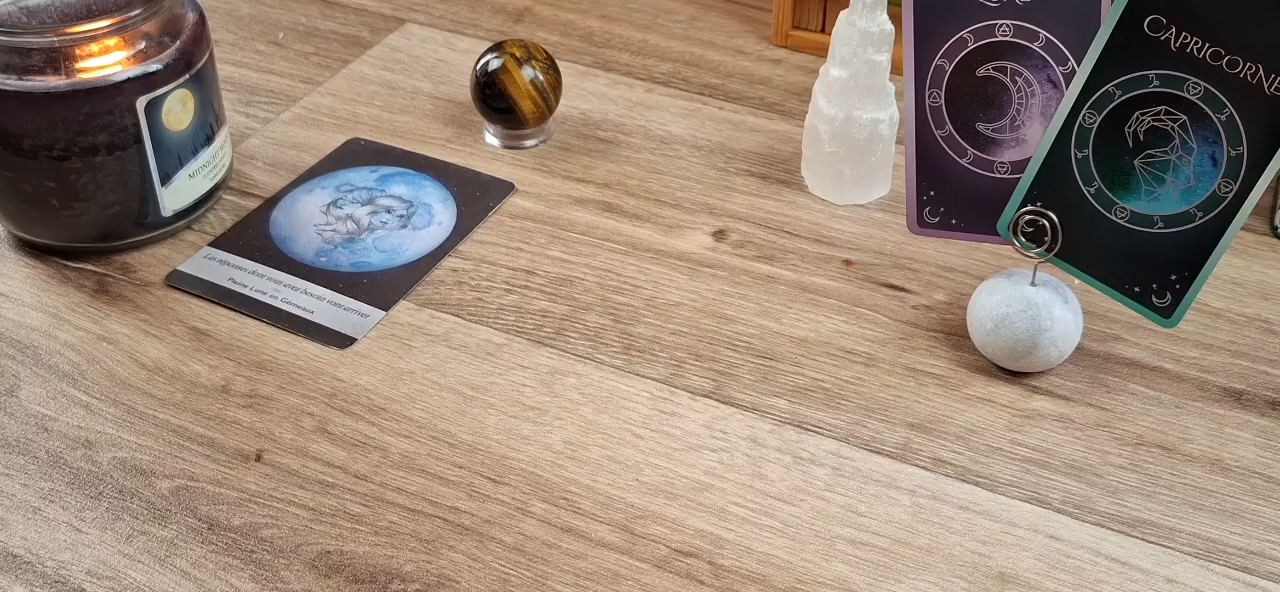 MIDNIGHT
Les réponses dont vous avez besoin vont arriver
Pleine Lune en Gémeaux
CAPRICORNE